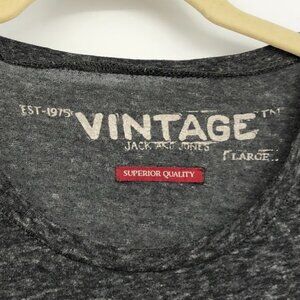 EST-1975 TM
VINTAGE
JACK AND JONES
LARGE
SUPERIOR QUALITY